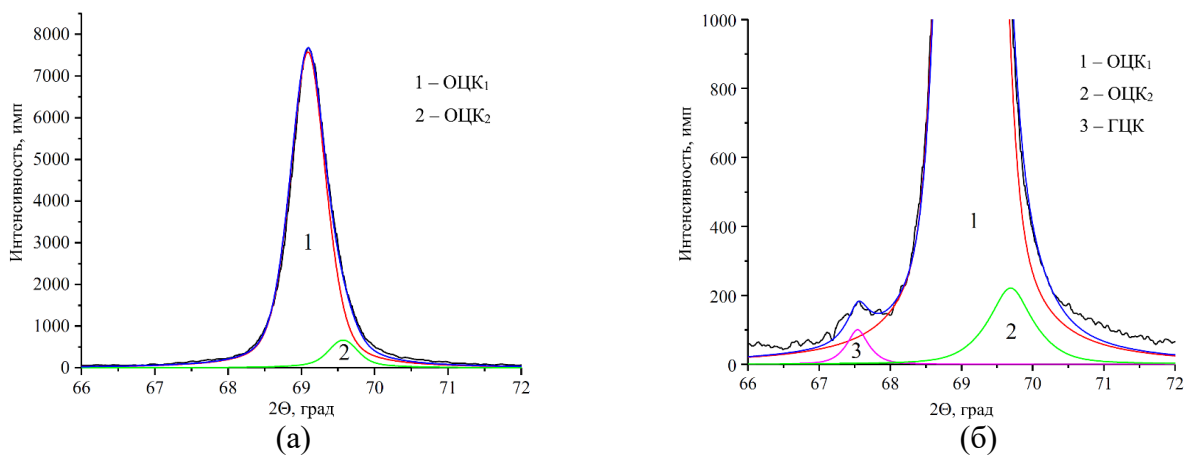 8000
7000
6000
5000
4000
3000
2000
1000
0
Интенсивность, имп
1 – ОЦК₁
2 – ОЦК₂
1
2
66 67 68 69 70 71 72
2Θ, град
(а)
1000
800
600
400
200
0
Интенсивность, имп
1 – ОЦК₁
2 – ОЦК₂
3 – ГЦК
1
2
3
66 67 68 69 70 71 72
2Θ, град
(б)